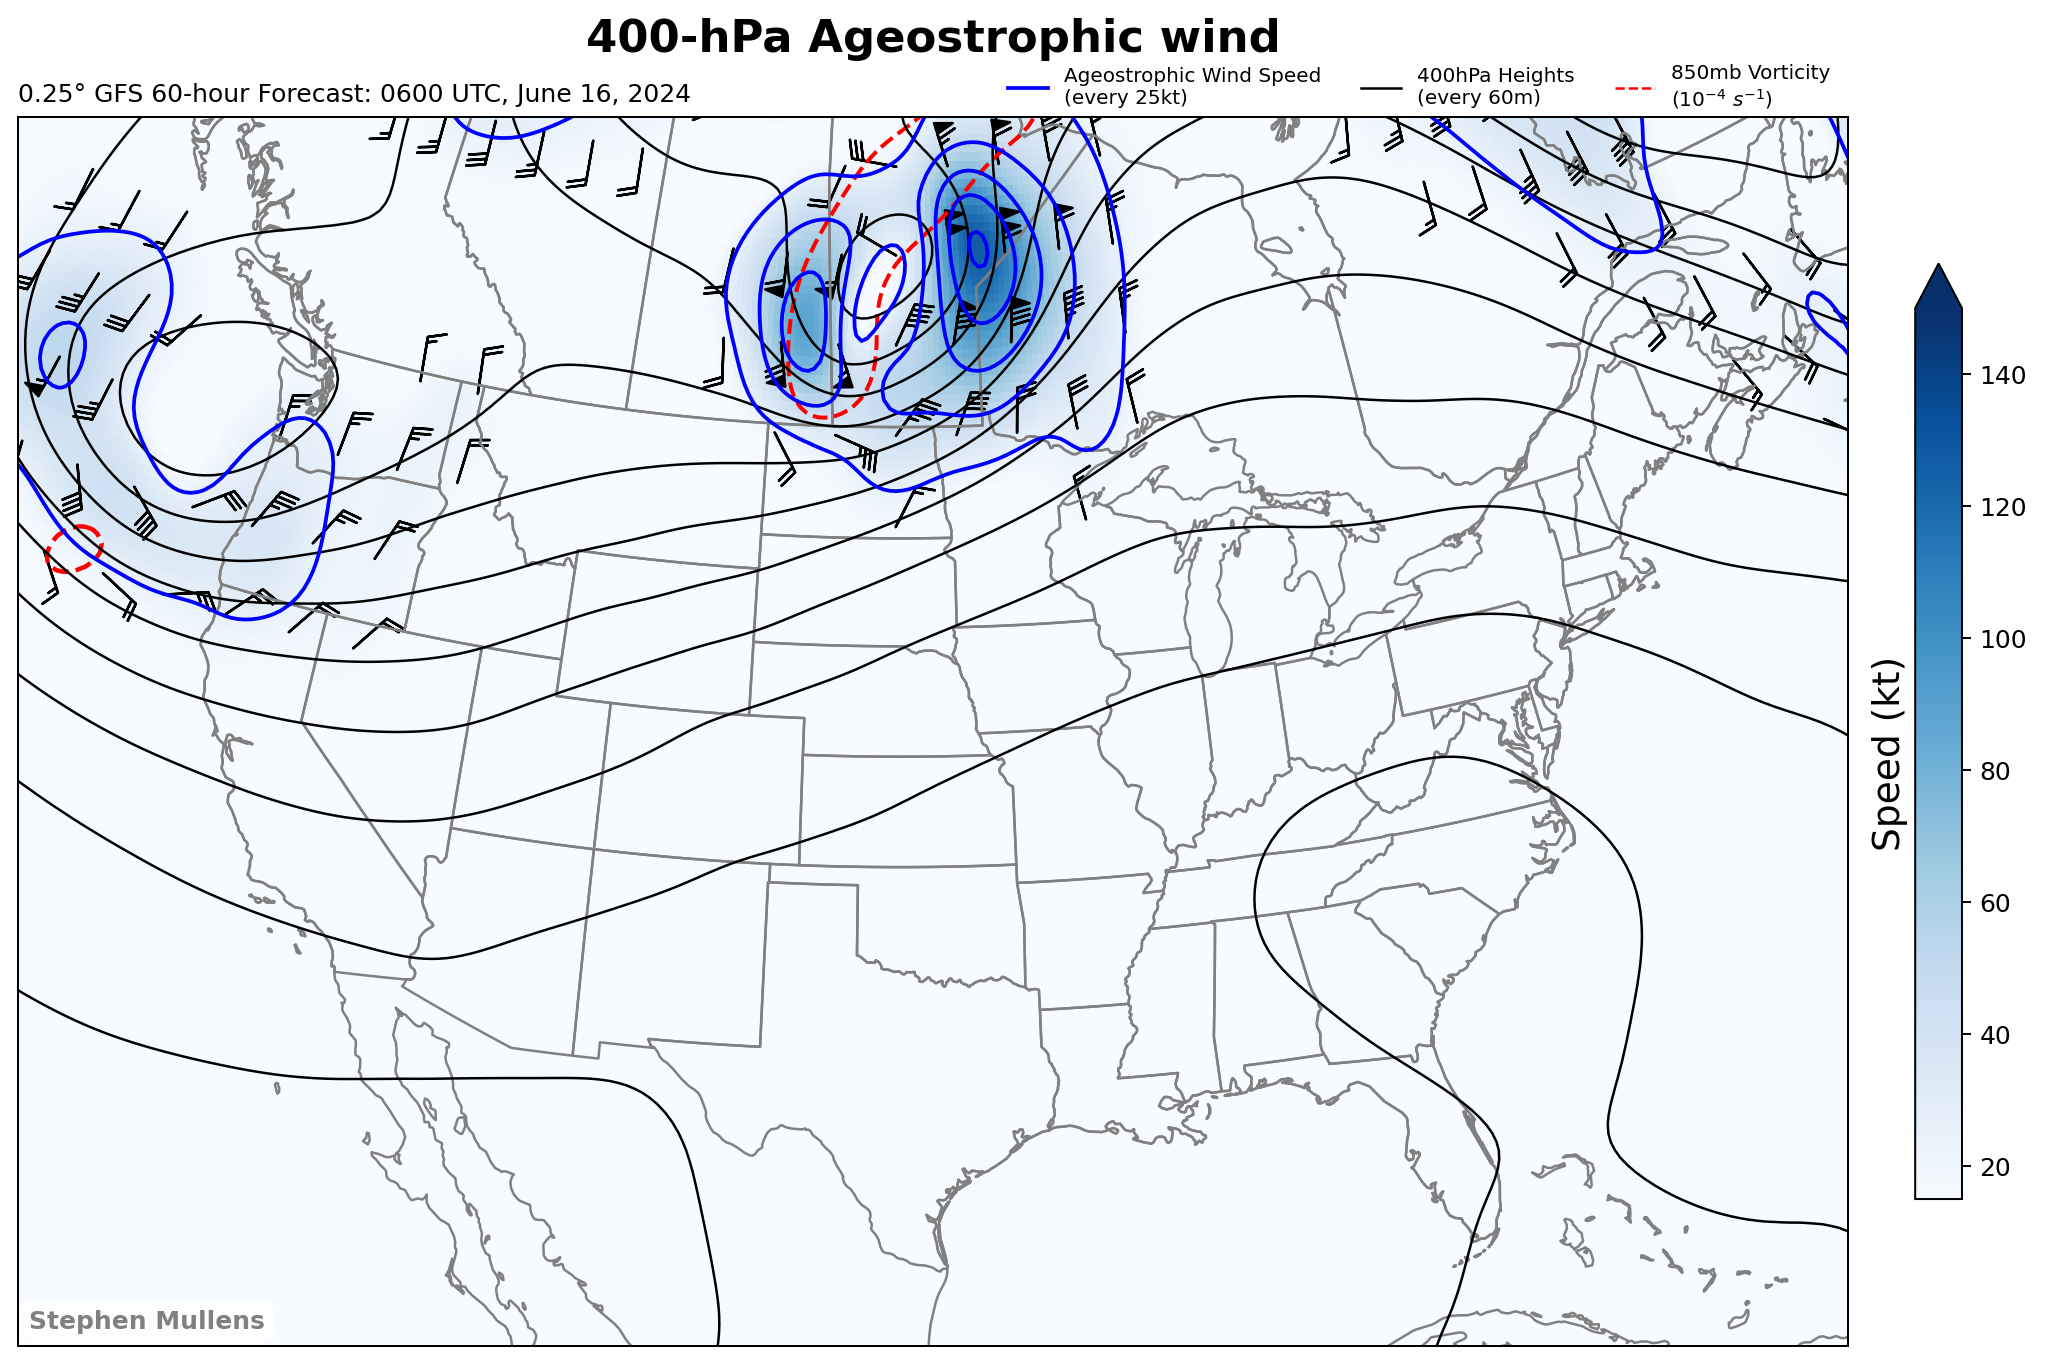 400-hPa Ageostrophic wind
0.25° GFS 60-hour Forecast: 0600 UTC, June 16, 2024
Ageostrophic Wind Speed
(every 25kt)
400hPa Heights
(every 60m)
850mb Vorticity
(10⁻⁴ s⁻¹)
140
120
100
80
60
40
20
Speed (kt)
Stephen Mullens